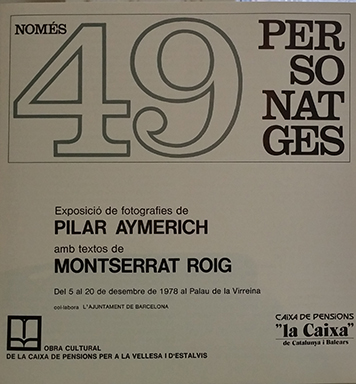 NOMÉS
49
PER
SO
NAT
GES
Exposició de fotografies de
PILAR AYMERICH
amb textos de
MONTSERRAT ROIG
Del 5 al 20 de desembre de 1978 al Palau de la Virreina
col·labora L'AJUNTAMENT DE BARCELONA
OBRA CULTURAL
DE LA CAIXA DE PENSIONS PER A LA VELLESA I D'ESTALVIS
CAIXA DE PENSIONS
"la Caixa"
de Catalunya i Balears